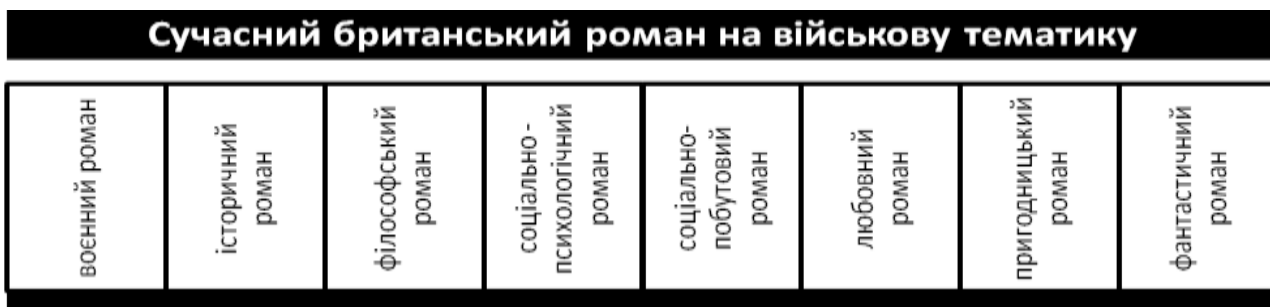 Сучасний британський роман на військову тематику
воєнний роман
історичний
роман
філософський
роман
соціально -
психологічний
роман
соціально-
побутовий
роман
любовний
роман
пригодницький
роман
фантастичний
роман